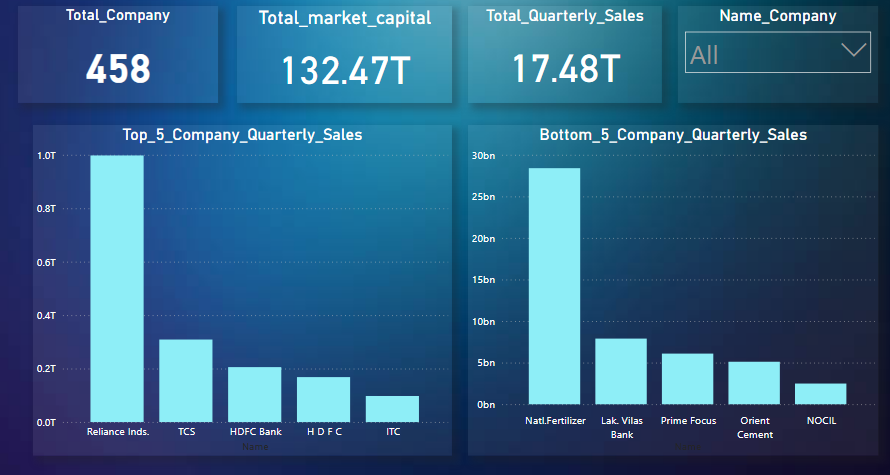 Total_Company
458
Total_market_capital
132.47T
Total_Quarterly_Sales
17.48T
Name_Company
All
Top_5_Company_Quarterly_Sales
1.0T
0.8T
0.6T
0.4T
0.2T
0.0T
Reliance Inds.
TCS
HDFC Bank
H D F C
ITC
Name
Bottom_5_Company_Quarterly_Sales
30bn
25bn
20bn
15bn
10bn
5bn
0bn
Natl.Fertilizer
Lak. Vilas
Bank
Prime Focus
Orient
Cement
NOCIL